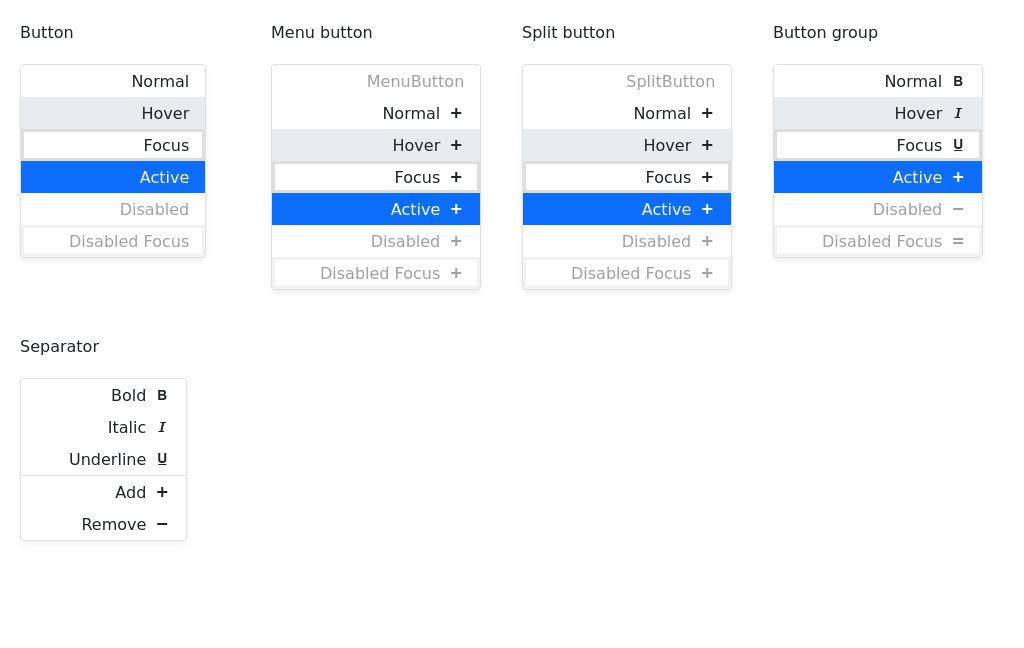 Button
Normal
Hover
Focus
Active
Disabled
Disabled Focus
Menu button
MenuButton
Normal +
Hover +
Focus +
Active +
Disabled +
Disabled Focus +
Split button
SplitButton
Normal +
Hover +
Focus +
Active +
Disabled +
Disabled Focus +
Button group
Normal B
Hover I
Focus U
Active +
Disabled −
Disabled Focus =
Separator
Bold B
Italic I
Underline U
Add +
Remove −